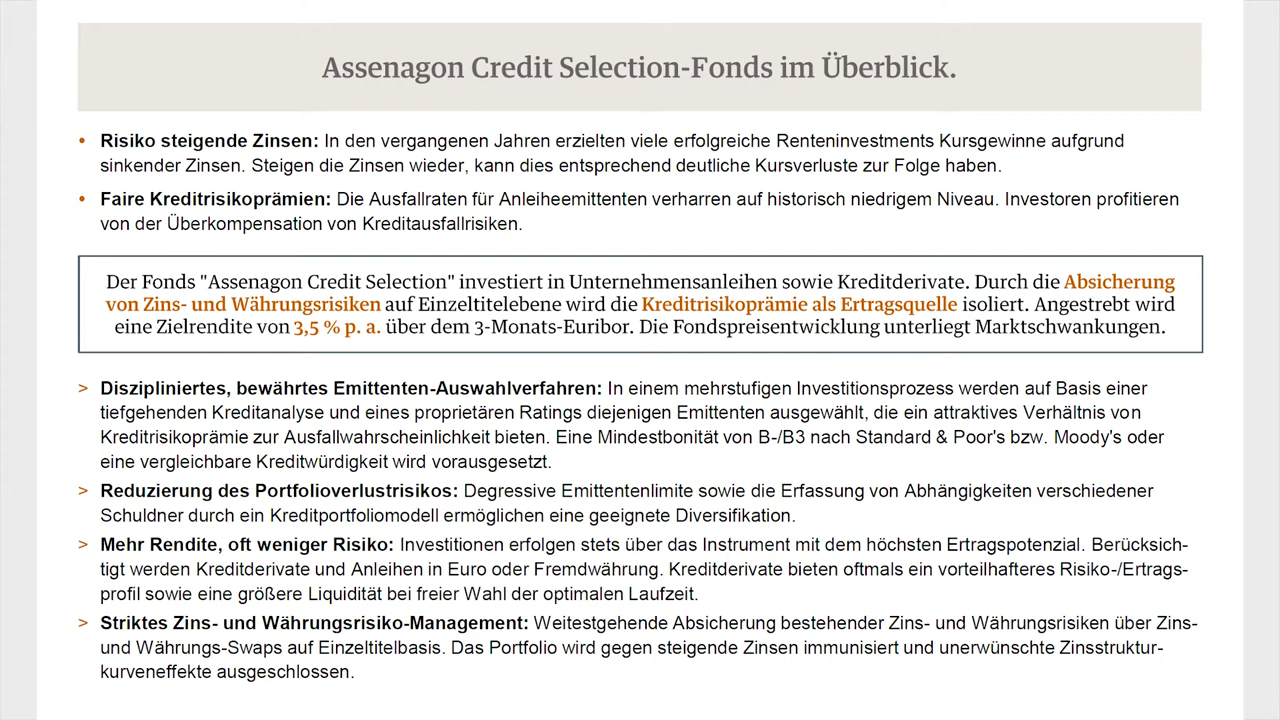 Assenagon Credit Selection-Fonds im Überblick.
• Risiko steigende Zinsen: In den vergangenen Jahren erzielten viele erfolgreiche Renteninvestments Kursgewinne aufgrund
sinkender Zinsen. Steigen die Zinsen wieder, kann dies entsprechend deutliche Kursverluste zur Folge haben.
• Faire Kreditrisikoprämien: Die Ausfallraten für Anleiheemittenten verharren auf historisch niedrigem Niveau. Investoren profitieren
von der Überkompensation von Kreditausfallrisiken.
Der Fonds "Assenagon Credit Selection" investiert in Unternehmensanleihen sowie Kreditderivate. Durch die Absicherung
von Zins- und Währungsrisiken auf Einzeltitelebene wird die Kreditrisikoprämie als Ertragsquelle isoliert. Angestrebt wird
eine Zielrendite von 3,5 % p. a. über dem 3-Monats-Euribor. Die Fondspreisentwicklung unterliegt Marktschwankungen.
> Diszipliniertes, bewährtes Emittenten-Auswahlverfahren: In einem mehrstufigen Investitionsprozess werden auf Basis einer
tiefgehenden Kreditanalyse und eines proprietären Ratings diejenigen Emittenten ausgewählt, die ein attraktives Verhältnis von
Kreditrisikoprämie zur Ausfallwahrscheinlichkeit bieten. Eine Mindestbonität von B-/B3 nach Standard & Poor's bzw. Moody's oder
eine vergleichbare Kreditwürdigkeit wird vorausgesetzt.
> Reduzierung des Portfolioverlustrisikos: Degressive Emittentenlimite sowie die Erfassung von Abhängigkeiten verschiedener
Schuldner durch ein Kreditportfoliomodell ermöglichen eine geeignete Diversifikation.
> Mehr Rendite, oft weniger Risiko: Investitionen erfolgen stets über das Instrument mit dem höchsten Ertragspotenzial. Berücksich-
tigt werden Kreditderivate und Anleihen in Euro oder Fremdwährung. Kreditderivate bieten oftmals ein vorteilhafteres Risiko-/Ertrags-
profil sowie eine größere Liquidität bei freier Wahl der optimalen Laufzeit.
> Striktes Zins- und Währungsrisiko-Management: Weitestgehende Absicherung bestehender Zins- und Währungsrisiken über Zins-
und Währungs-Swaps auf Einzeltitelbasis. Das Portfolio wird gegen steigende Zinsen immunisiert und unerwünschte Zinsstruktur-
kurveneffekte ausgeschlossen.